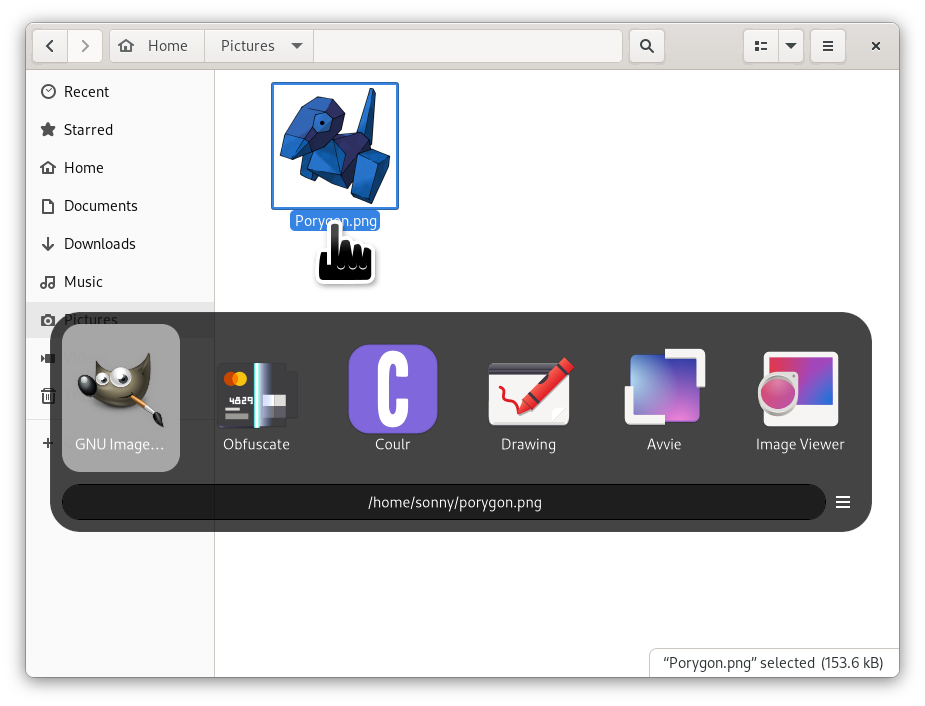 Home
Pictures
Recent
Starred
Home
Documents
Downloads
Music
Pictures
Porygon.png
GNU Image…
4829
Obfuscate
C
Coulr
Drawing
Avvie
Image Viewer
/home/sonny/porygon.png
“Porygon.png” selected (153.6 kB)